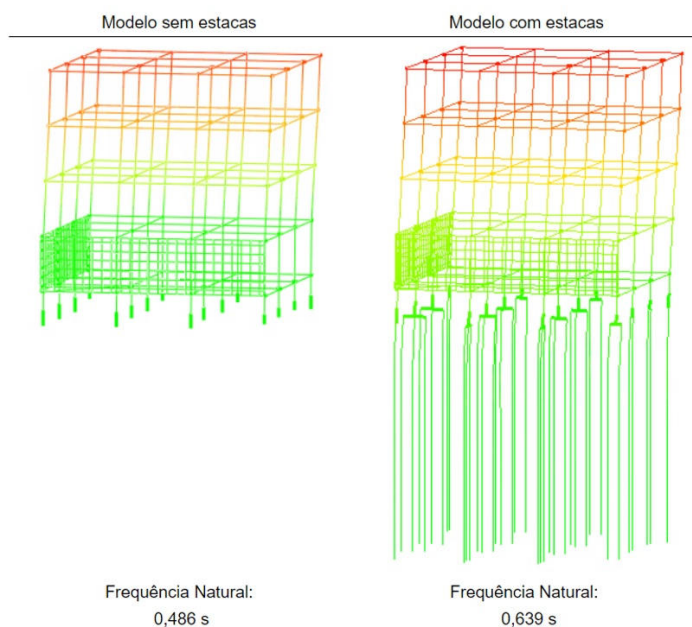 Modelo sem estacas
Modelo com estacas
Frequência Natural:
0,486 s
Frequência Natural:
0,639 s